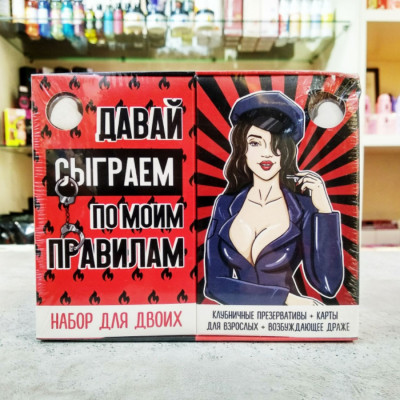 ДАВАЙ
СЫГРАЕМ
ПО МОИМ
ПРАВИЛАМ
НАБОР ДЛЯ ДВОИХ
КЛУБНИЧНЫЕ ПРЕЗЕРВАТИВЫ + КАРТЫ
ДЛЯ ВЗРОСЛЫХ + ВОЗБУЖДАЮЩЕЕ ДРАЖЕ